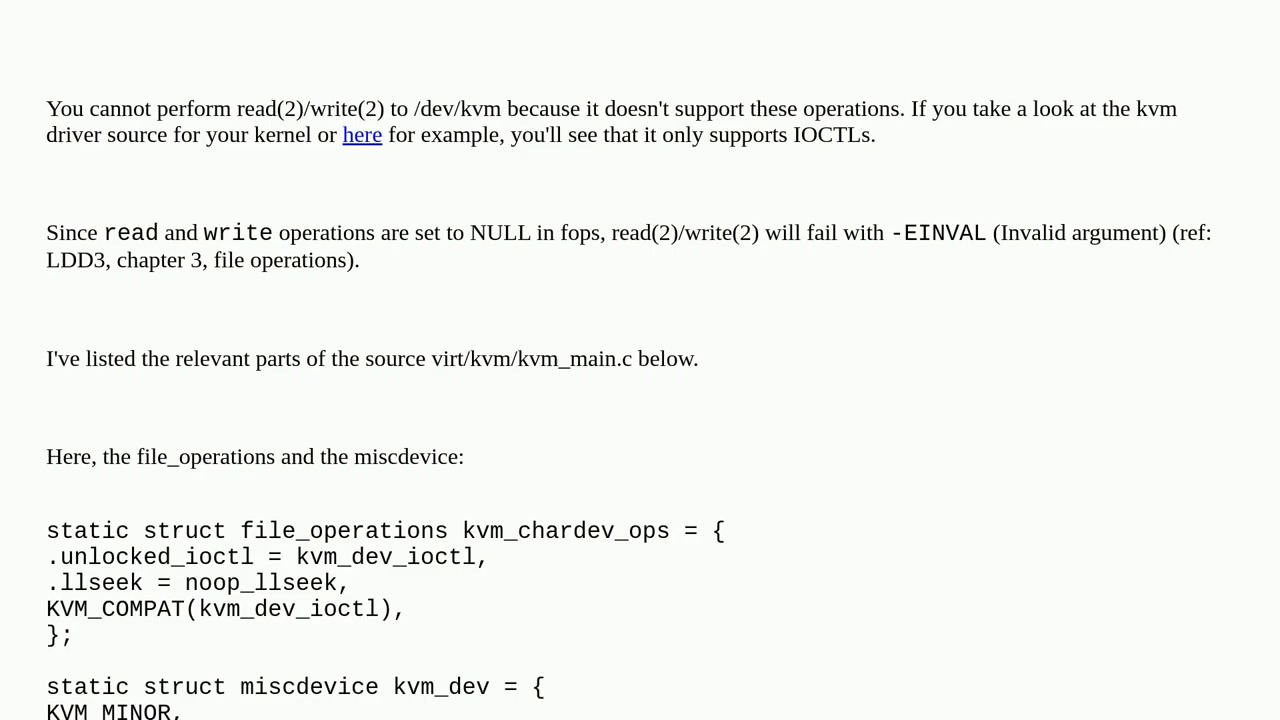 You cannot perform read(2)/write(2) to /dev/kvm because it doesn't support these operations. If you take a look at the kvm
driver source for your kernel or here for example, you'll see that it only supports IOCTLs.
Since read and write operations are set to NULL in fops, read(2)/write(2) will fail with -EINVAL (Invalid argument) (ref:
LDD3, chapter 3, file operations).
I've listed the relevant parts of the source virt/kvm/kvm_main.c below.
Here, the file_operations and the miscdevice:
static struct file_operations kvm_chardev_ops = {
.unlocked_ioctl = kvm_dev_ioctl,
.llseek = noop_llseek,
KVM_COMPAT(kvm_dev_ioctl),
};
static struct miscdevice kvm_dev = {
KVM_MINOR,